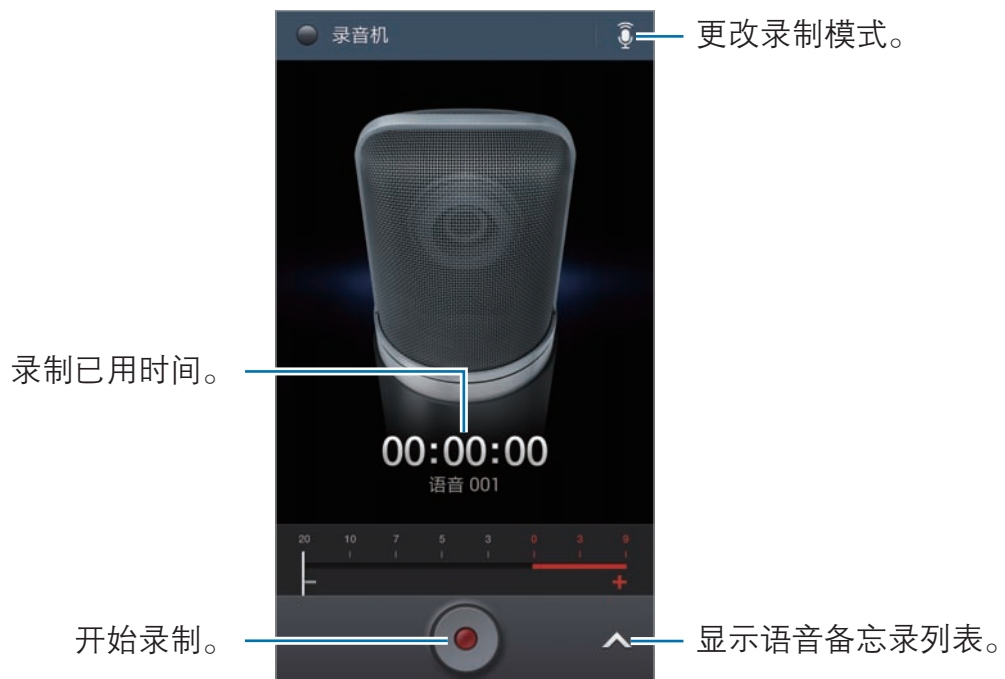 录音机
更改录制模式。
录制已用时间。
00:00:00
语音 001
20 10 7 5 3 0 3 9
- +
开始录制。
显示语音备忘录列表。